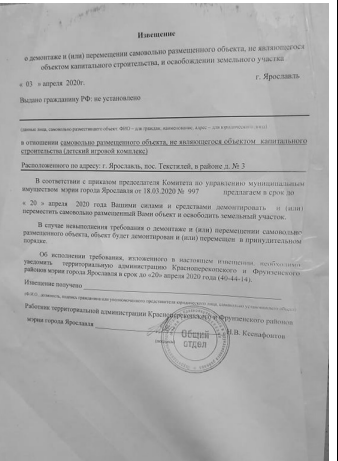 Извещение
о демонтаже и (или) перемещении самовольно размещенного объекта, не являющегося
объектом капитального строительства, и освобождении земельного участка
« 03 » апреля 2020г. г. Ярославль
Выдано гражданину РФ: не установлено
в отношении самовольно размещенного объекта, не являющегося объектом капитального
строительства (детский игровой комплекс)
Расположенного по адресу: г. Ярославль, пос. Текстилей, в районе д. № 3
В соответствии с приказом председателя Комитета по управлению муниципальным
имуществом мэрии города Ярославля от 18.03.2020 № 997 предлагаем в срок до
« 20 » апреля 2020 года Вашими силами и средствами демонтировать и (или)
переместить самовольно размещенный Вами объект и освободить земельный участок.
В случае невыполнения требования о демонтаже и (или) перемещении самовольно
размещенного объекта, объект будет демонтирован и (или) перемещен в принудительном
порядке.
Об исполнении требования, изложенного в настоящем извещении, необходимо
уведомить территориальную администрацию Красноперекопского и Фрунзенского
районов мэрии города Ярославля в срок до «20» апреля 2020 года (40-44-14).
Извещение получено
Работник территориальной администрации Красноперекопского и Фрунзенского районов
мэрии города Ярославля Н.В. Ксенафонтов
Общий
отдел